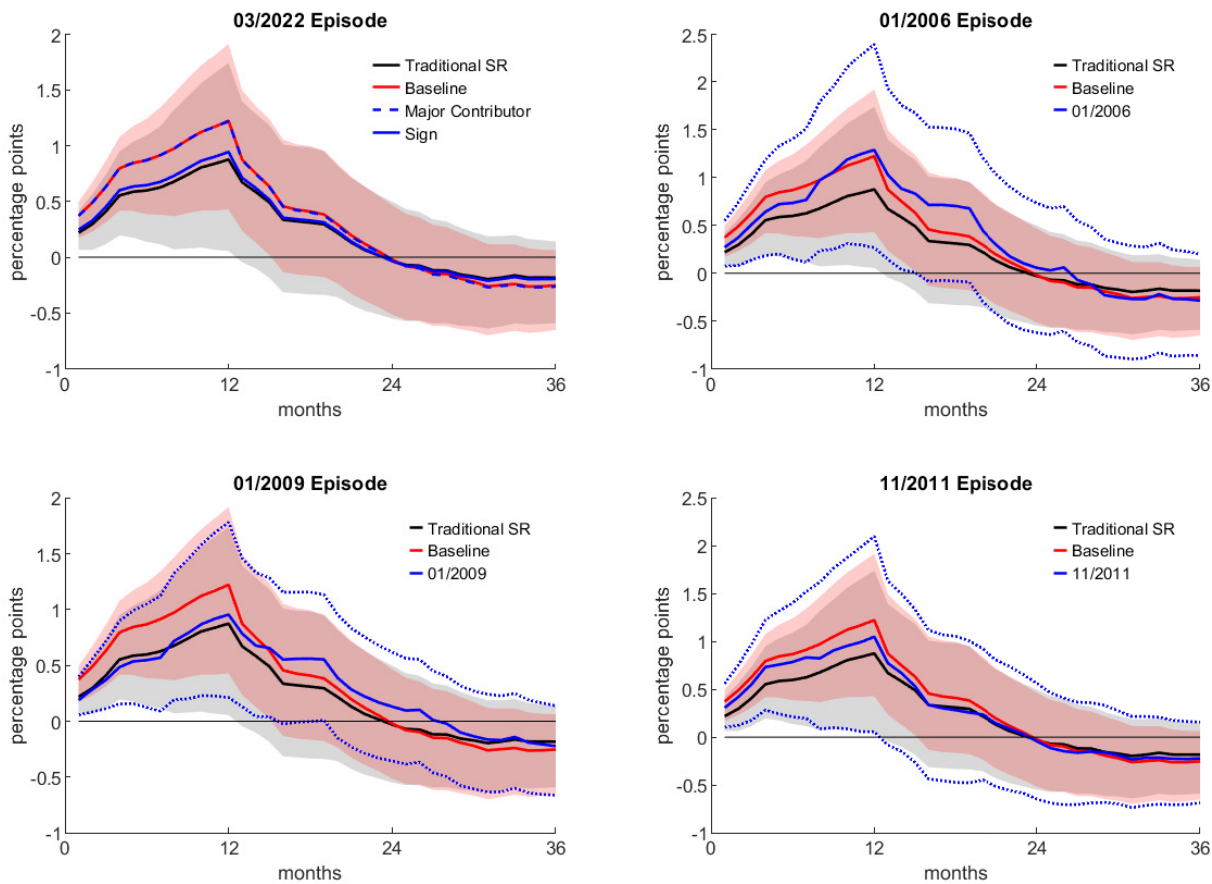 03/2022 Episode
2
1.5
1
0.5
0
-0.5
-1
0
12
24
36
percentage points
months
Traditional SR
Baseline
Major Contributor
Sign
01/2006 Episode
2.5
2
1.5
1
0.5
0
-0.5
-1
0
12
24
36
percentage points
months
Traditional SR
Baseline
01/2006
01/2009 Episode
2
1.5
1
0.5
0
-0.5
-1
0
12
24
36
percentage points
months
Traditional SR
Baseline
01/2009
11/2011 Episode
2.5
2
1.5
1
0.5
0
-0.5
-1
0
12
24
36
percentage points
months
Traditional SR
Baseline
11/2011